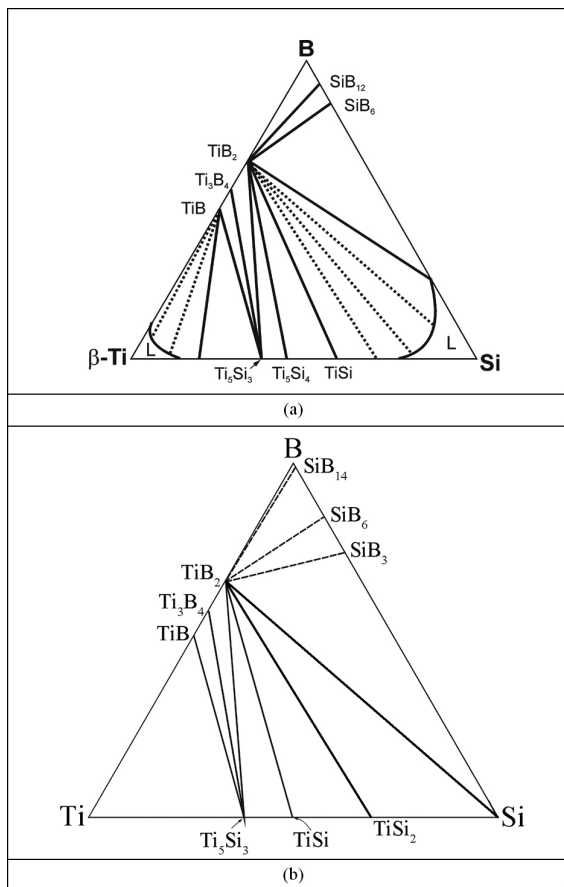 B
SiB₁₂
SiB₆
TiB₂
Ti₃B₄
TiB
L
L
β-Ti
Si
Ti₅Si₃
Ti₅Si₄
TiSi
(a)
B
SiB₁₄
SiB₆
SiB₃
TiB₂
Ti₃B₄
TiB
Ti
Si
Ti₅Si₃
TiSi
TiSi₂
(b)